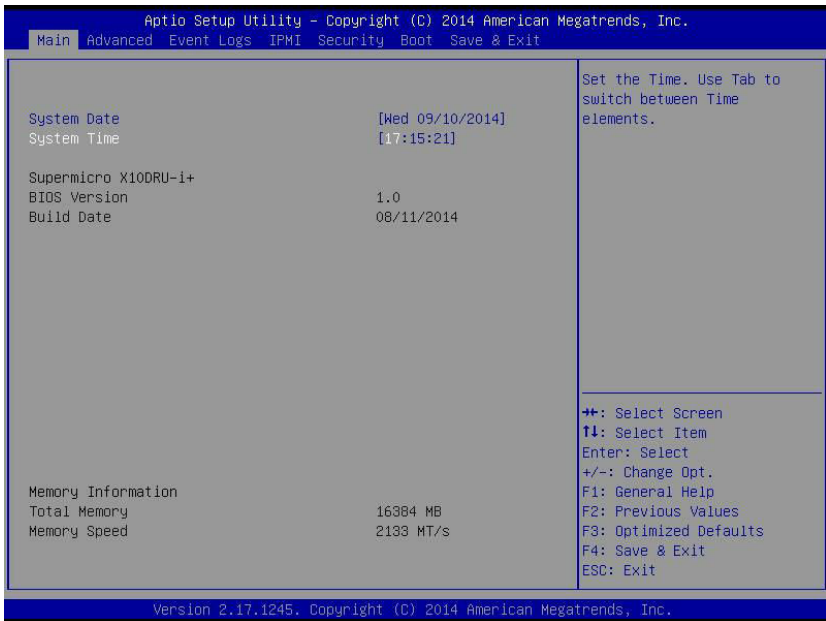 Aptio Setup Utility - Copyright (C) 2014 American Megatrends, Inc.
Main Advanced Event Logs IPMI Security Boot Save & Exit
System Date [Wed 09/10/2014]
System Time [17:15:21]
Supermicro X10DRU-i+
BIOS Version 1.0
Build Date 08/11/2014
Memory Information
Total Memory 16384 MB
Memory Speed 2133 MT/s
Set the Time. Use Tab to
switch between Time
elements.
→←: Select Screen
↑↓: Select Item
Enter: Select
+/-: Change Opt.
F1: General Help
F2: Previous Values
F3: Optimized Defaults
F4: Save & Exit
ESC: Exit
Version 2.17.1245. Copyright (C) 2014 American Megatrends, Inc.